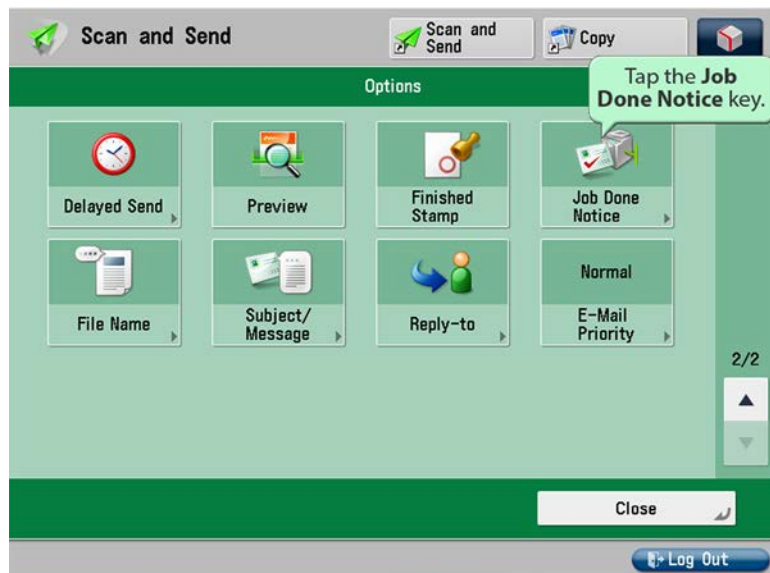 Scan and Send
Scan and
Send
Copy
Options
Tap the Job
Done Notice key.
Delayed Send
Preview
Finished
Stamp
Job Done
Notice
File Name
Subject/
Message
Reply-to
Normal
E-Mail
Priority
2/2
Close
Log Out